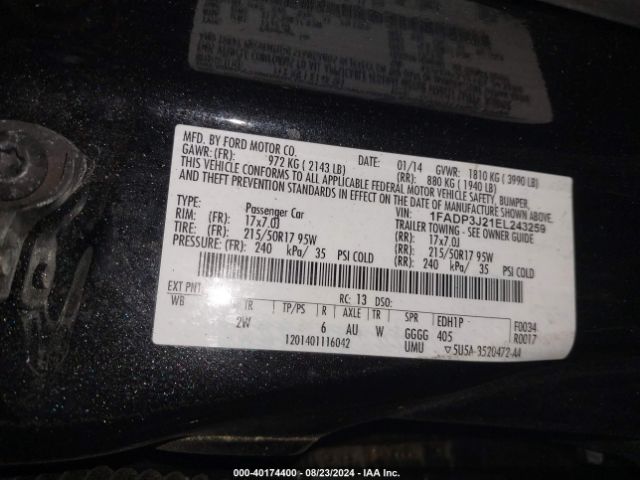 MFD. BY FORD MOTOR CO.
DATE: 01/14 GVWR: 1810 KG ( 3990 LB)
GAWR: (FR): 972 KG ( 2143 LB) (RR): 880 KG ( 1940 LB)
THIS VEHICLE CONFORMS TO ALL APPLICABLE FEDERAL MOTOR VEHICLE SAFETY, BUMPER,
AND THEFT PREVENTION STANDARDS IN EFFECT ON THE DATE OF MANUFACTURE SHOWN ABOVE.
VIN: 1FADP3J21EL243259
TYPE: Passenger Car TRAILER TOWING - SEE OWNER GUIDE
RIM: (FR): 17x7.0J (RR): 17x7.0J
TIRE: (FR): 215/50R17 95W (RR): 215/50R17 95W
PRESSURE: (FR): 240 kPa/ 35 PSI COLD (RR): 240 kPa/ 35 PSI COLD
EXT PNT: RC: 13 DSO:
WB TR TP/PS R AXLE TR SPR EDH1P F0034
2W 6 AU W GGGG 405 R0017
1201401116042 UMU ▽5U5A-3520472-AA
000-40174400 - 08/23/2024 - IAA Inc.